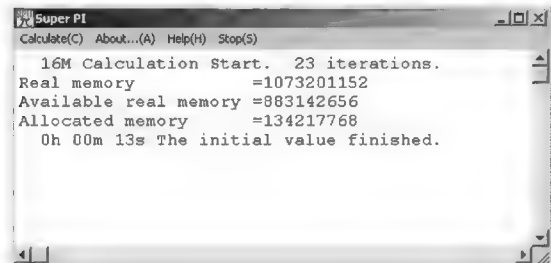 Super PI
Calculate(C) About...(A) Help(H) Stop(S)
16M Calculation Start. 23 iterations.
Real memory =1073201152
Available real memory =883142656
Allocated memory =134217768
0h 00m 13s The initial value finished.